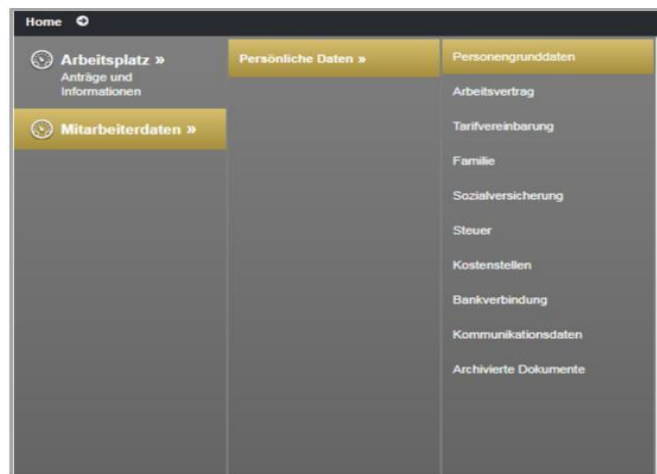 Home
Arbeitsplatz »
Anträge und
Informationen
Mitarbeiterdaten »
Persönliche Daten »
Personengrunddaten
Arbeitsvertrag
Tarifvereinbarung
Familie
Sozialversicherung
Steuer
Kostenstellen
Bankverbindung
Kommunikationsdaten
Archivierte Dokumente